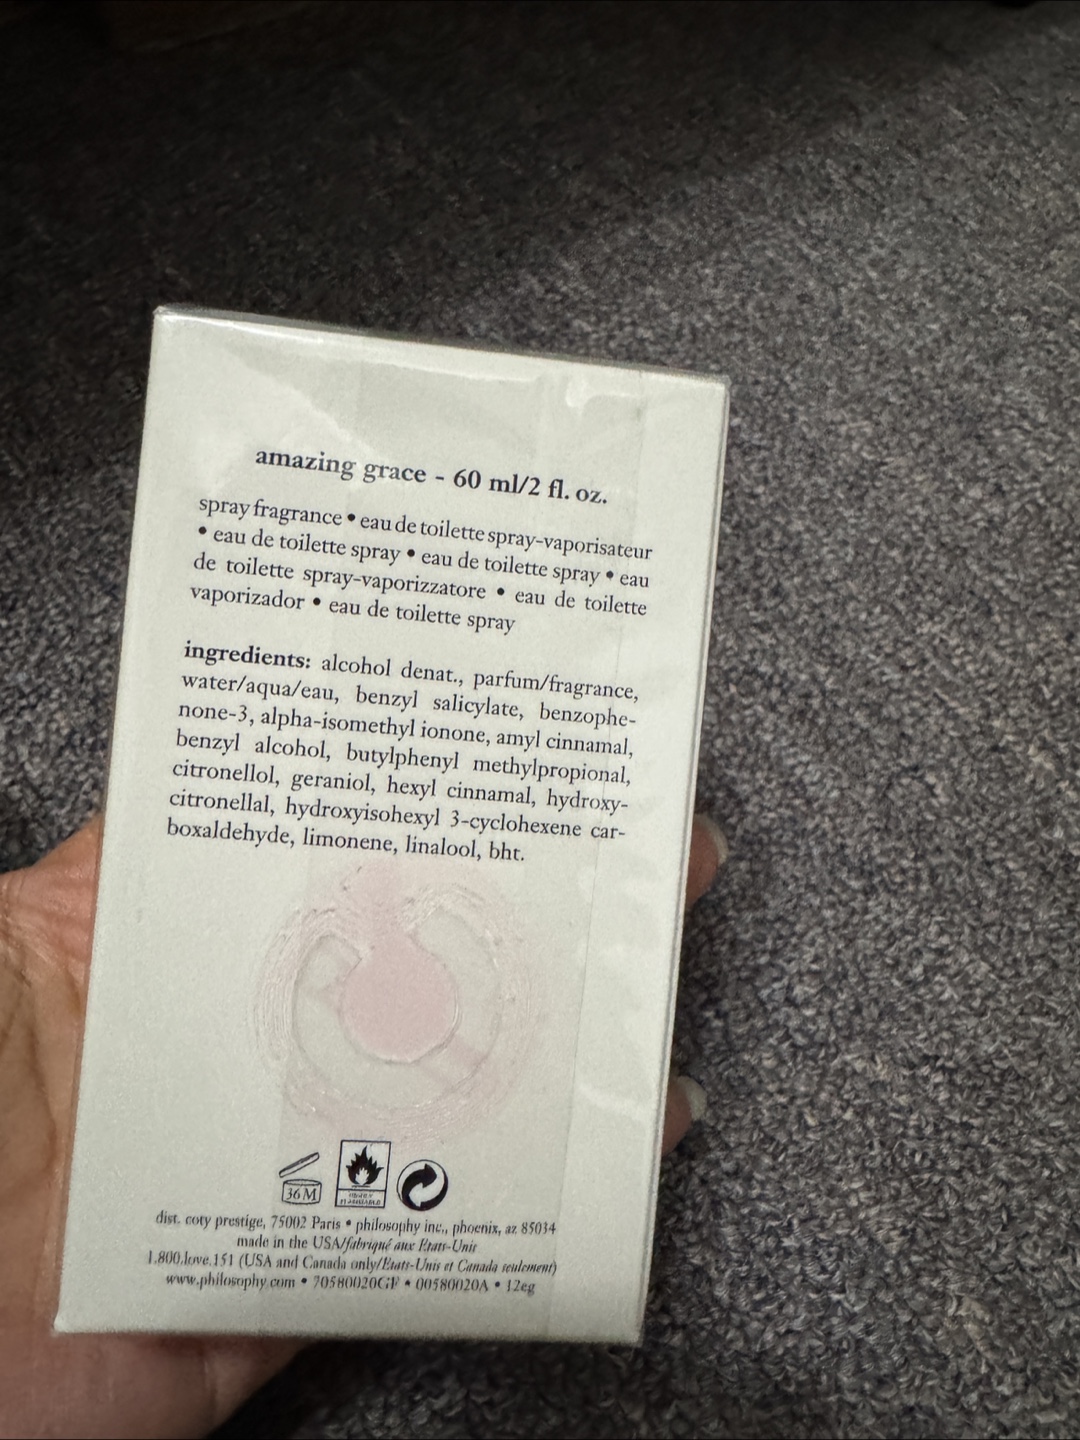 amazing grace - 60 ml/2 fl. oz.
spray fragrance • eau de toilette spray-vaporisateur
• eau de toilette spray • eau de toilette spray • eau
de toilette spray-vaporizzatore • eau de toilette
vaporizador • eau de toilette spray
ingredients: alcohol denat., parfum/fragrance,
water/aqua/eau, benzyl salicylate, benzophe-
none-3, alpha-isomethyl ionone, amyl cinnamal,
benzyl alcohol, butylphenyl methylpropional,
citronellol, geraniol, hexyl cinnamal, hydroxy-
citronellal, hydroxyisohexyl 3-cyclohexene car-
boxaldehyde, limonene, linalool, bht.
36 M
HIGHLY
FLAMMABLE
dist. coty prestige, 75002 Paris • philosophy inc., phoenix, az 85034
made in the USA/fabriqué aux Etats-Unis
1.800.love.151 (USA and Canada only/Etats-Unis et Canada seulement)
www.philosophy.com • 70580020GF • 00580020A • 12eg